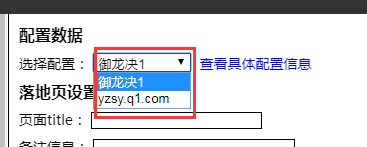 配置数据
选择配置： 御龙决1 查看具体配置信息
御龙决1
yzsy.q1.com
落地页设置
页面title：
备注信息：